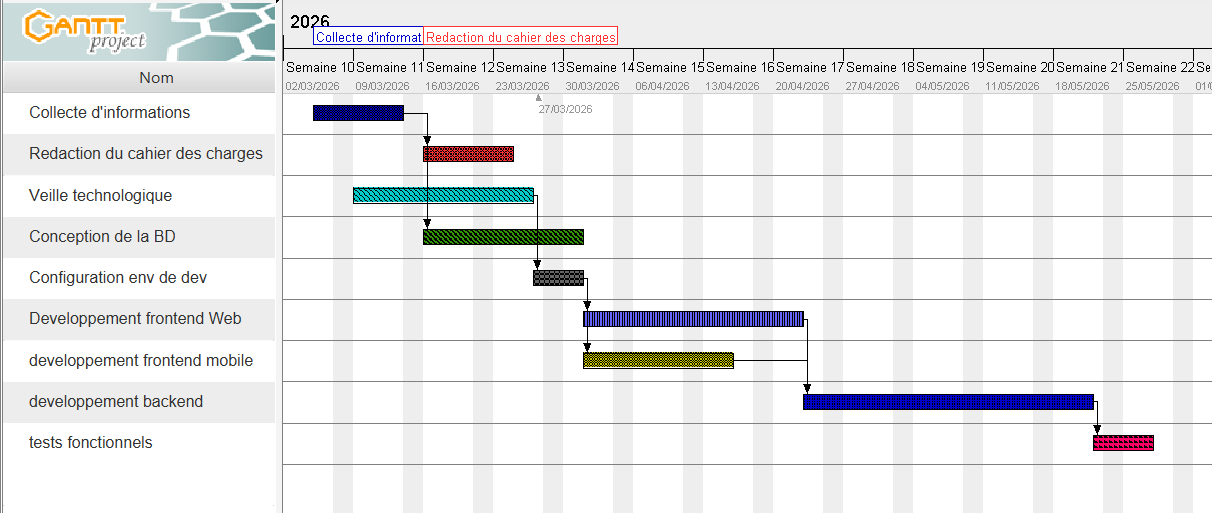 GANTT
project
2026
Collecte d'informat
Redaction du cahier des charges
Semaine 10
Semaine 11
Semaine 12
Semaine 13
Semaine 14
Semaine 15
Semaine 16
Semaine 17
Semaine 18
Semaine 19
Semaine 20
Semaine 21
Semaine 22
Se
Nom
02/03/2026
09/03/2026
16/03/2026
23/03/2026
30/03/2026
06/04/2026
13/04/2026
20/04/2026
27/04/2026
04/05/2026
11/05/2026
18/05/2026
25/05/2026
01/0
27/03/2026
Collecte d'informations
Redaction du cahier des charges
Veille technologique
Conception de la BD
Configuration env de dev
Developpement frontend Web
developpement frontend mobile
developpement backend
tests fonctionnels